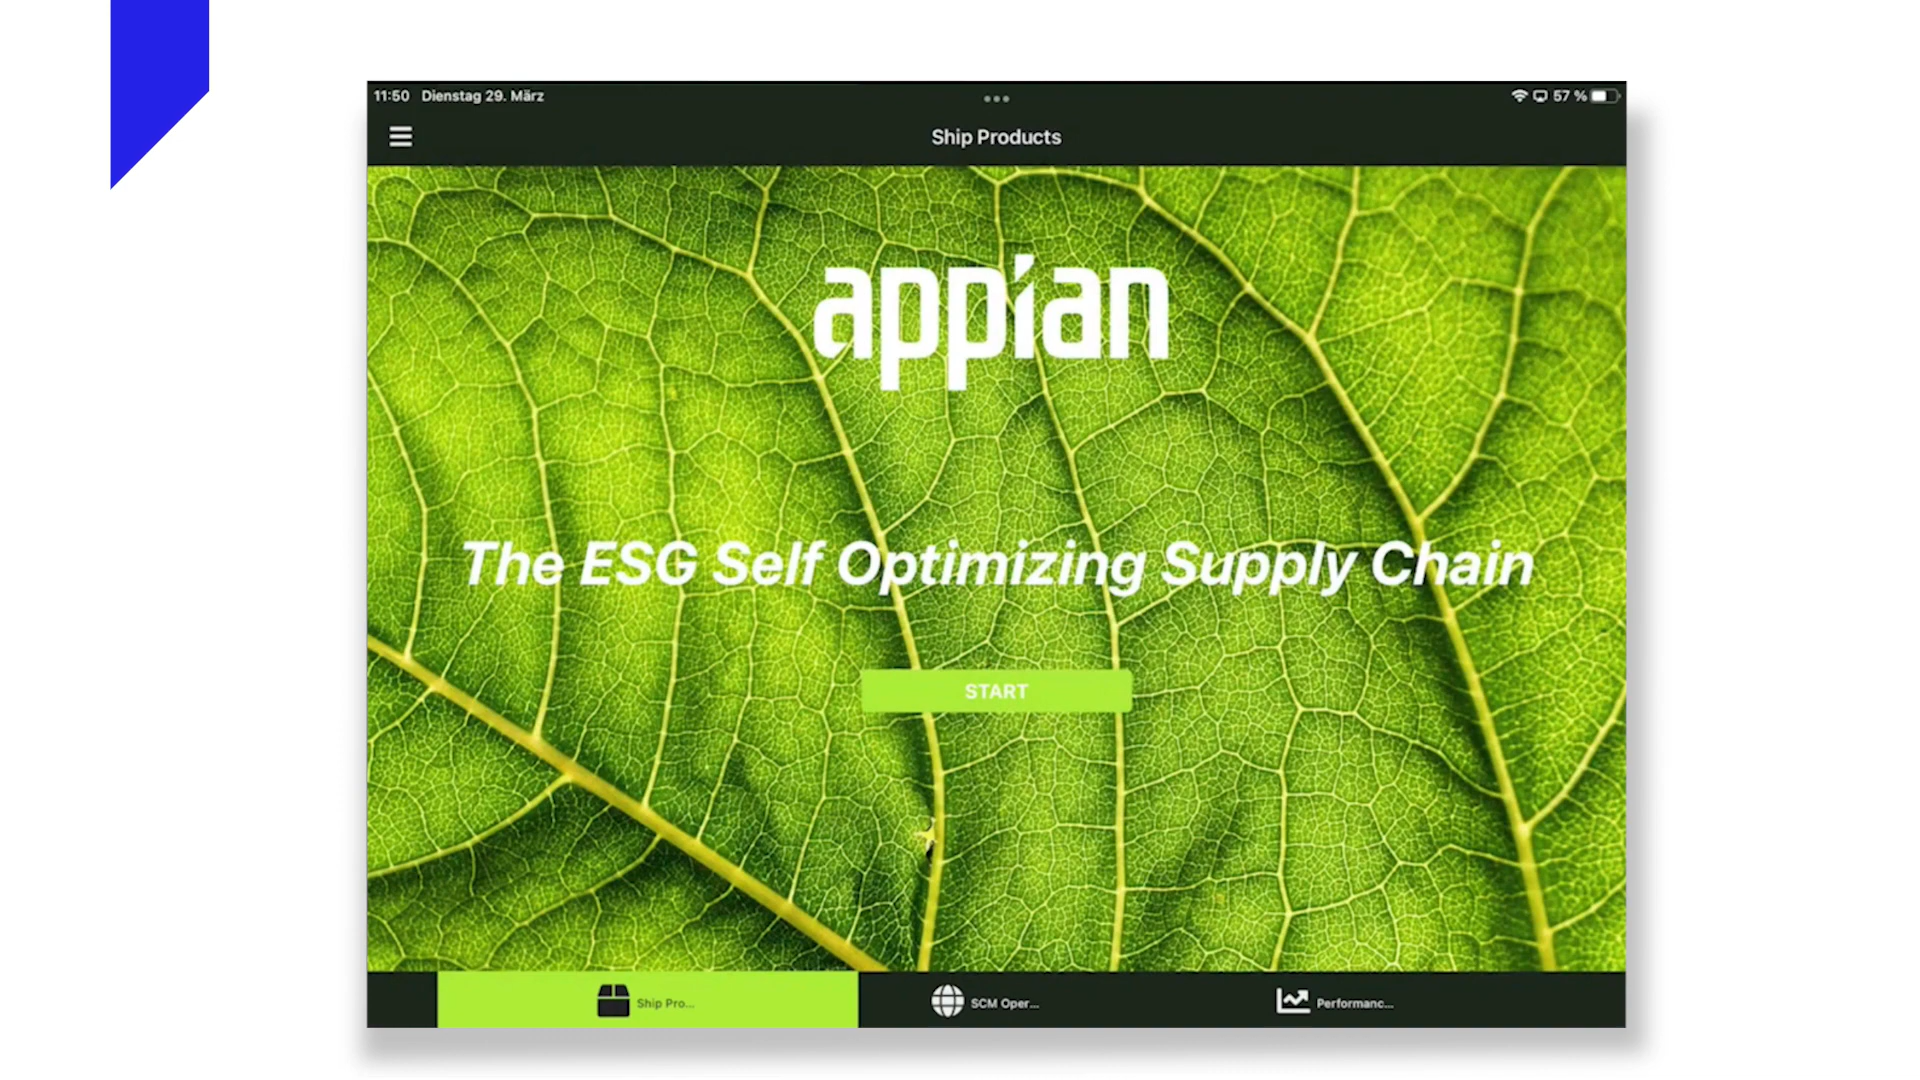 11:50 Dienstag 29. März
57 %
Ship Products
appian
The ESG Self Optimizing Supply Chain
START
Ship Pro...
SCM Oper...
Performanc...